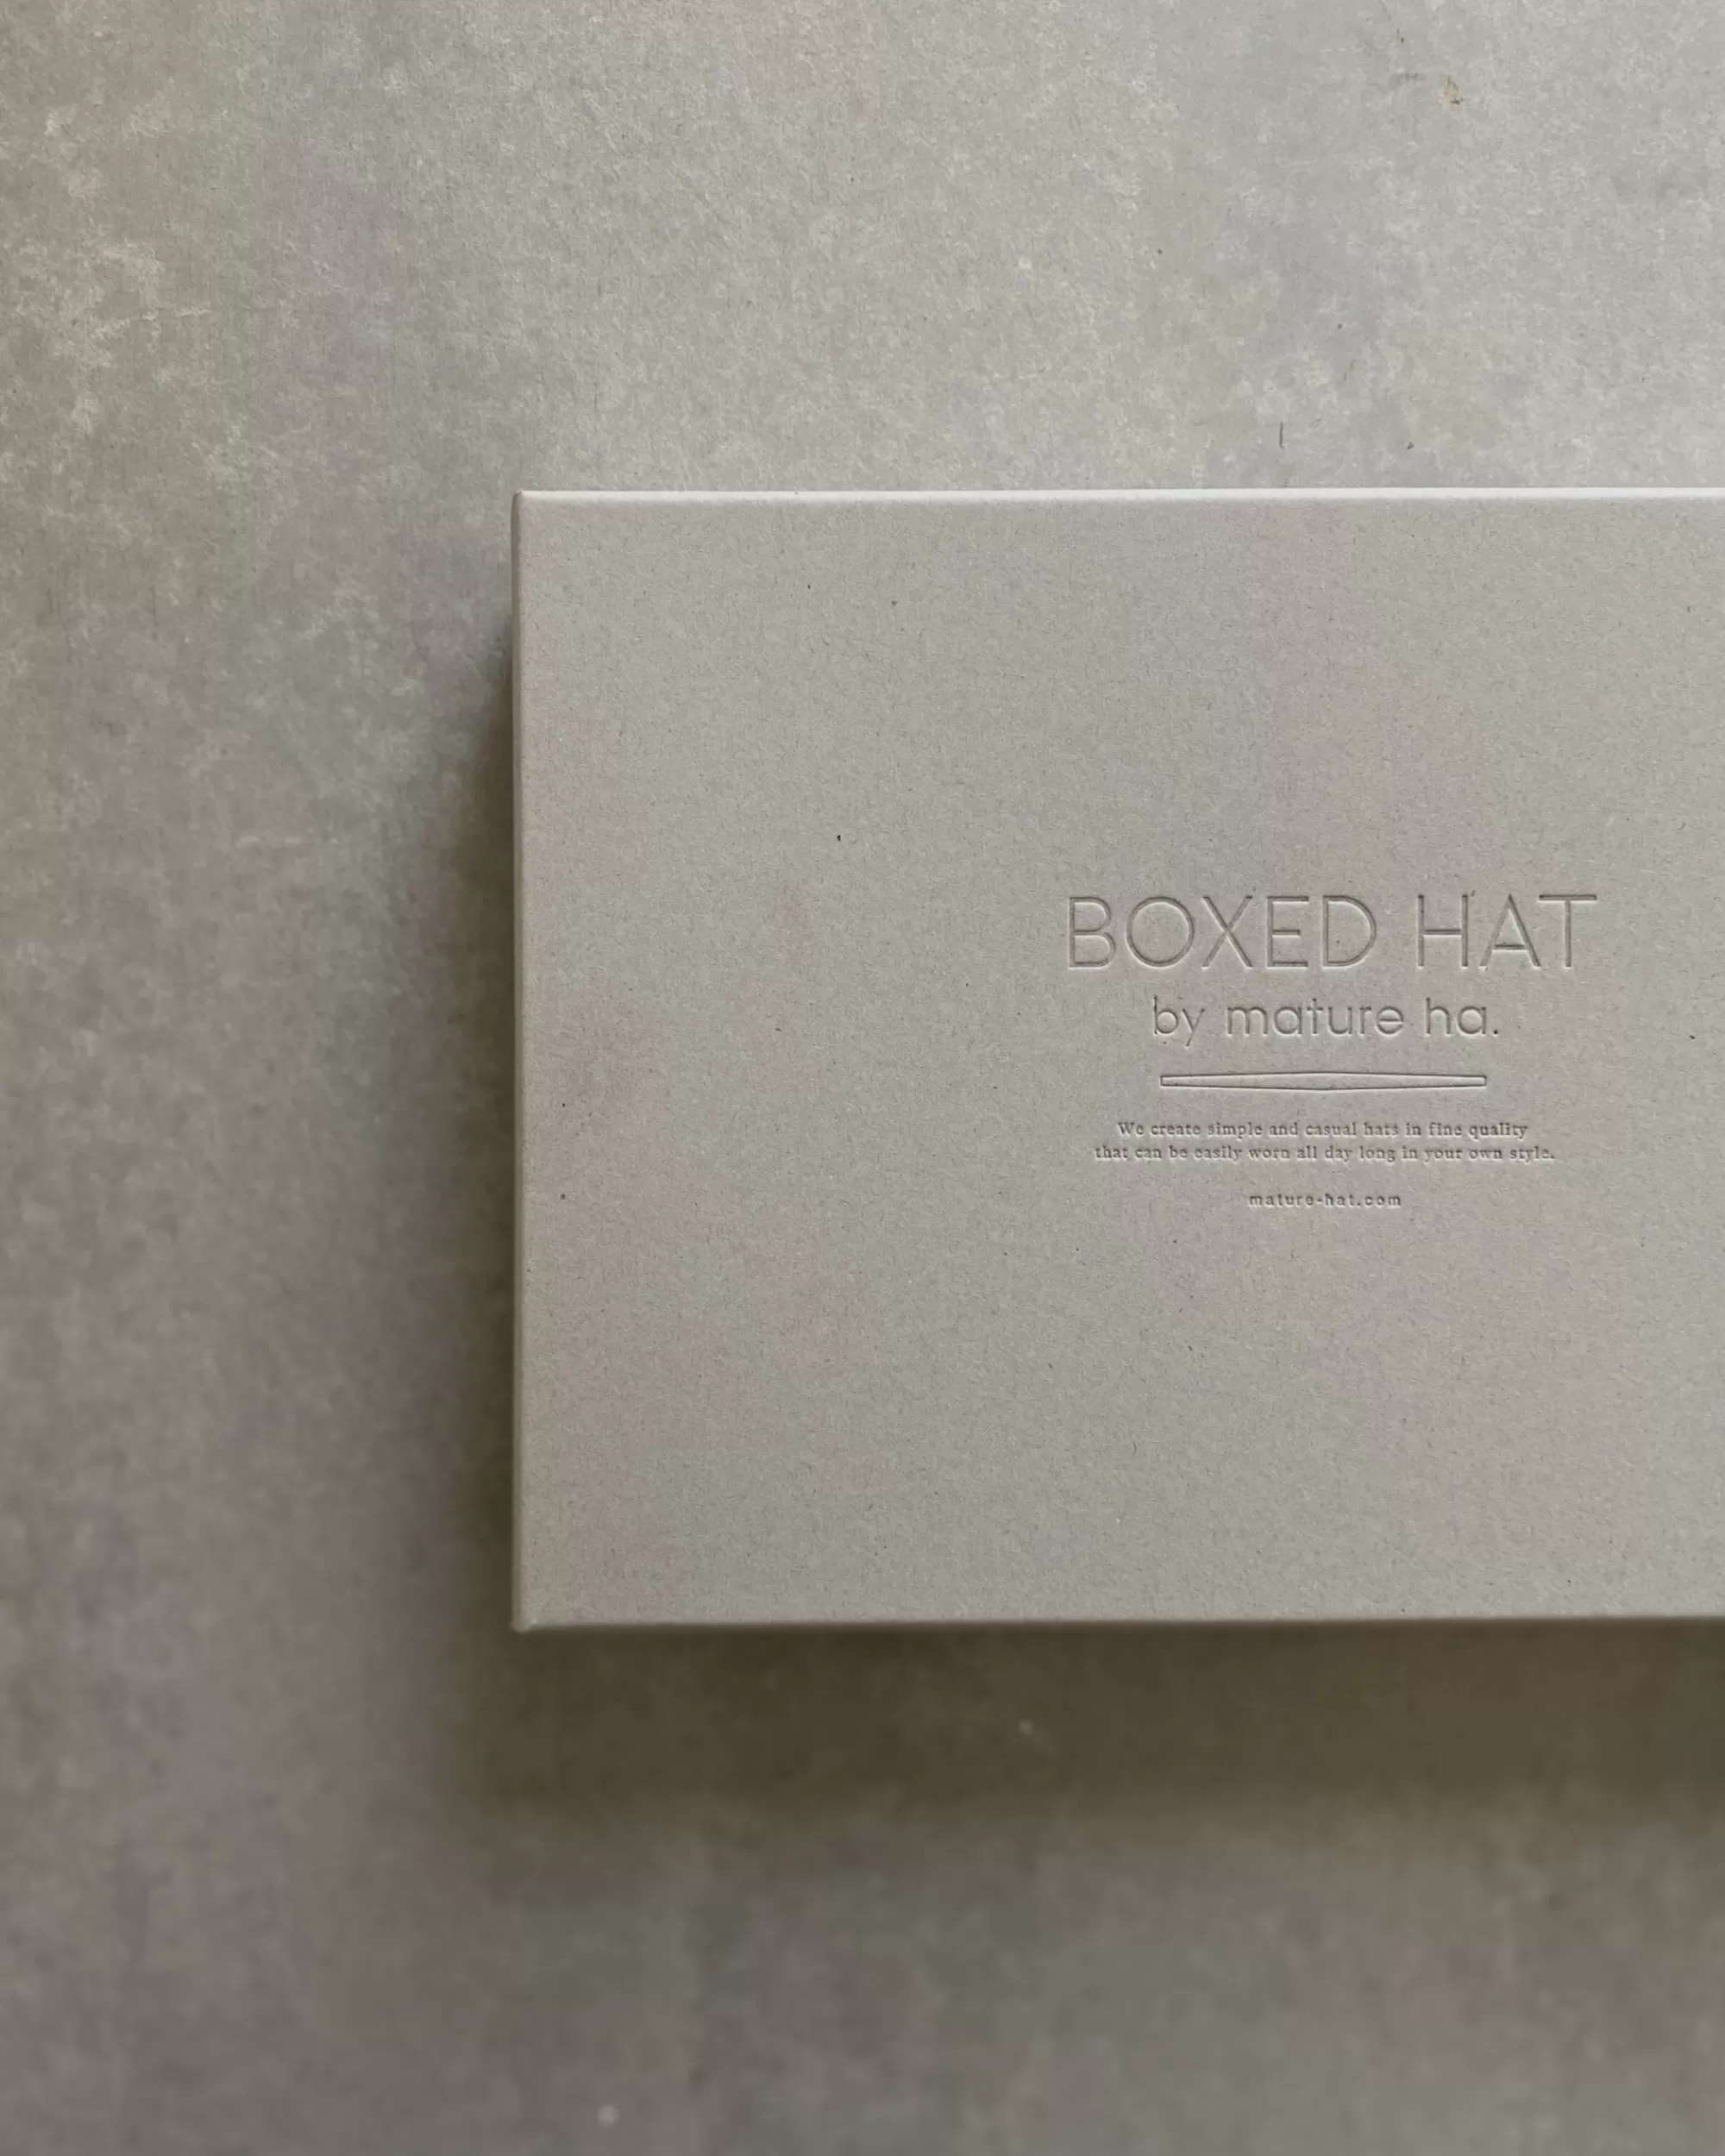 BOXED HAT
by mature ha.
We create simple and casual hats in fine quality
that can be easily worn all day long in your own style.
mature-hat.com